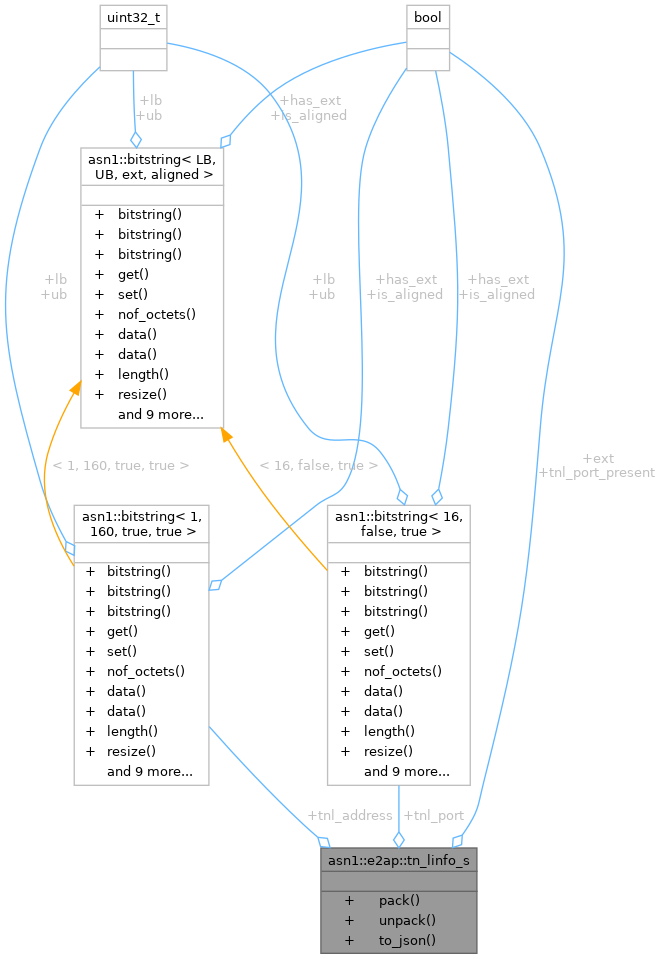 uint32_t
bool
+lb
+ub
+has_ext
+is_aligned
asn1::bitstring< LB,
UB, ext, aligned >
+ bitstring()
+ bitstring()
+ bitstring()
+ get()
+ set()
+ nof_octets()
+ data()
+ data()
+ length()
+ resize()
and 9 more...
+lb
+ub
+lb
+ub
+has_ext
+is_aligned
+has_ext
+is_aligned
< 1, 160, true, true >
< 16, false, true >
+ext
+tnl_port_present
asn1::bitstring< 1,
160, true, true >
+ bitstring()
+ bitstring()
+ bitstring()
+ get()
+ set()
+ nof_octets()
+ data()
+ data()
+ length()
+ resize()
and 9 more...
asn1::bitstring< 16,
false, true >
+ bitstring()
+ bitstring()
+ bitstring()
+ get()
+ set()
+ nof_octets()
+ data()
+ data()
+ length()
+ resize()
and 9 more...
+tnl_address
+tnl_port
asn1::e2ap::tn_linfo_s
+ pack()
+ unpack()
+ to_json()